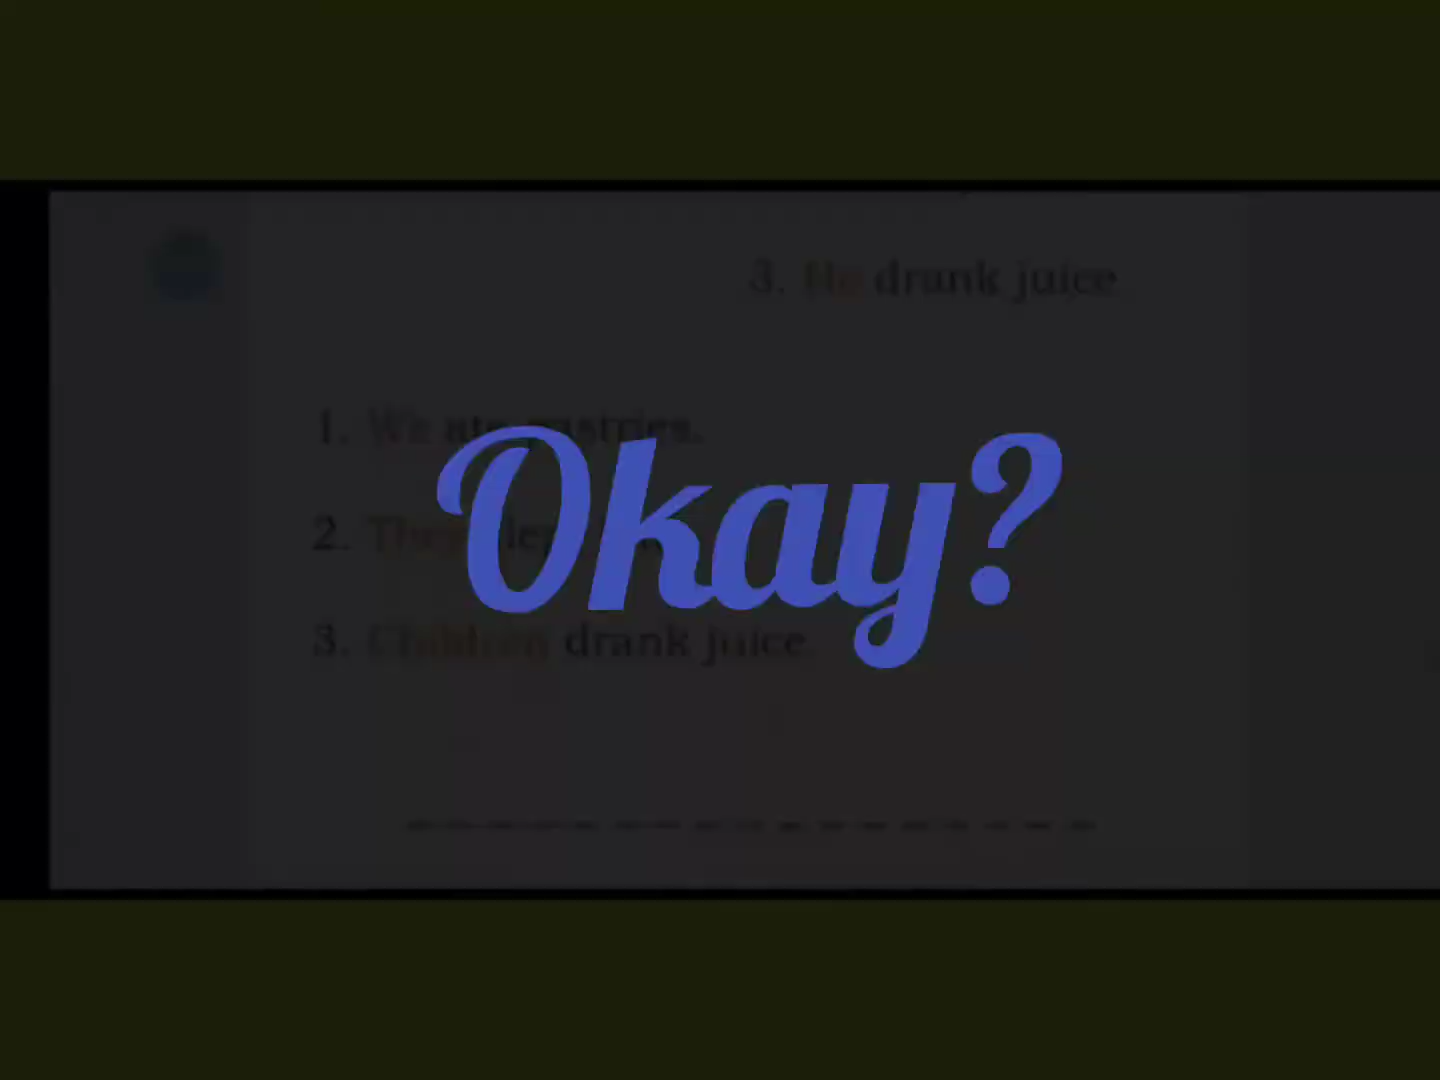 3. He drank juice
1. We ate pastries.
2. They
Okay?
3. Children drank juice.